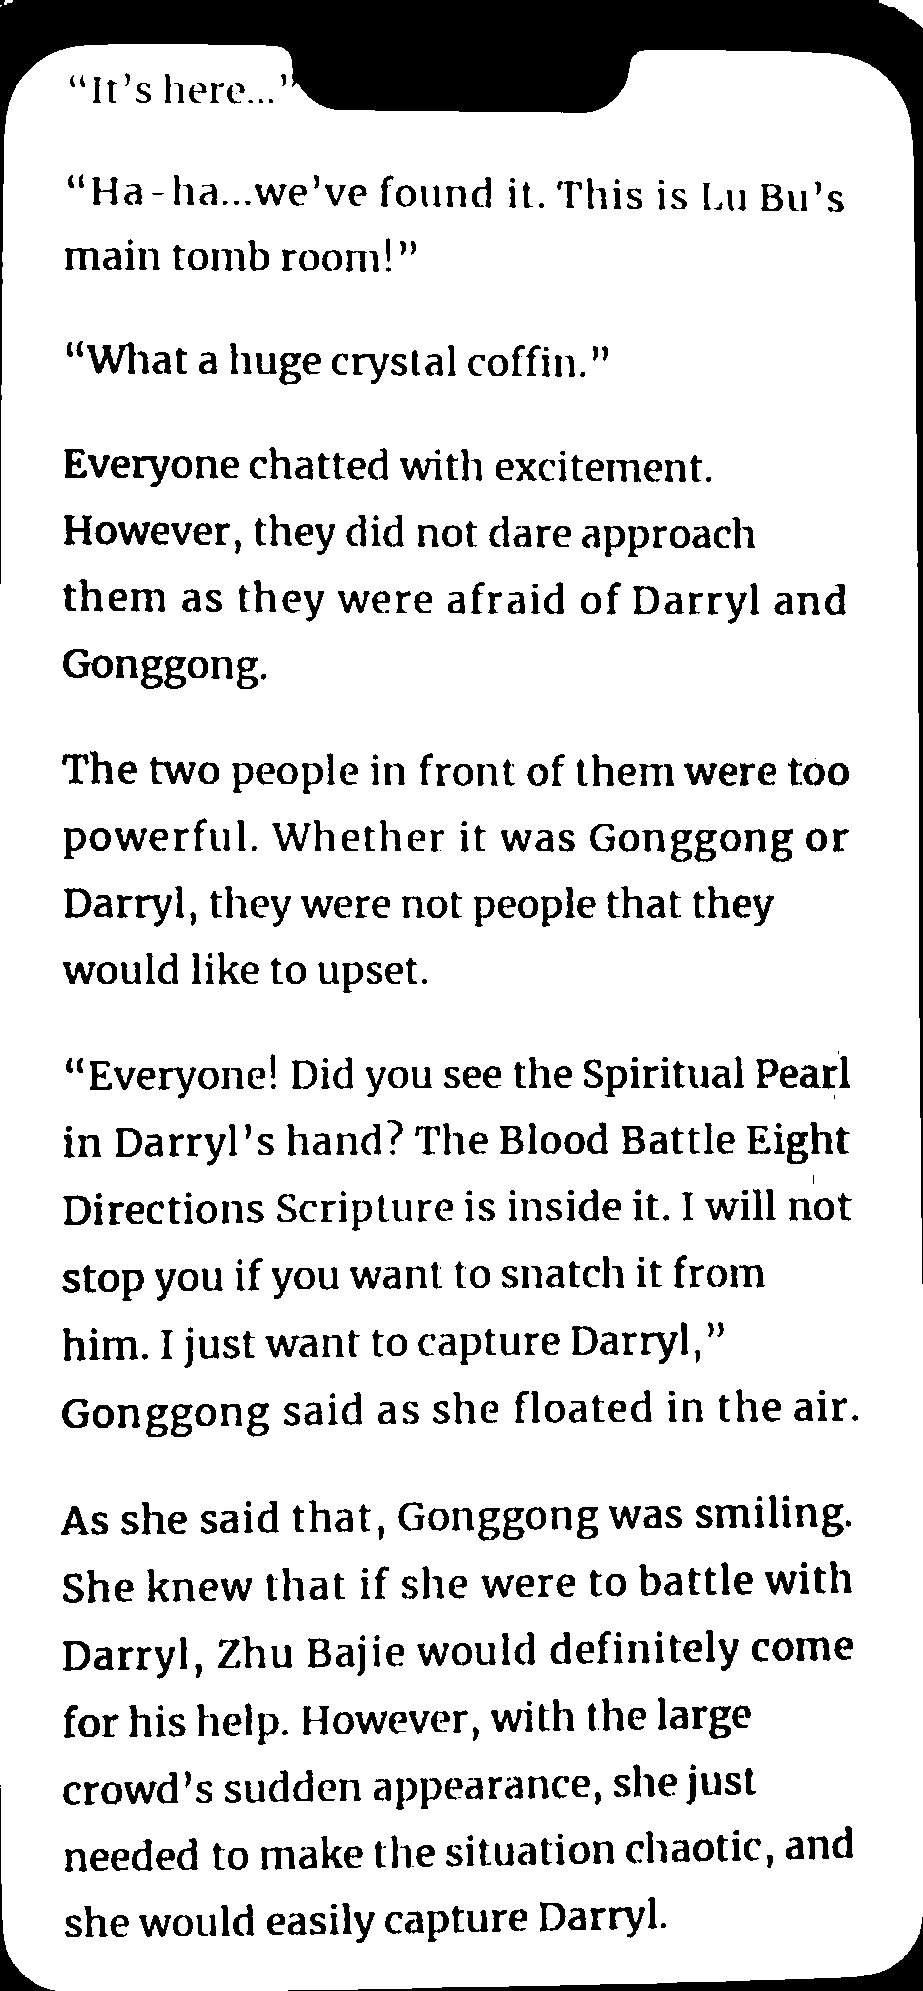 “It’s here...”
“Ha-ha...we’ve found it. This is Lu Bu’s
main tomb room!”
“What a huge crystal coffin.”
Everyone chatted with excitement.
However, they did not dare approach
them as they were afraid of Darryl and
Gonggong.
The two people in front of them were too
powerful. Whether it was Gonggong or
Darryl, they were not people that they
would like to upset.
“Everyone! Did you see the Spiritual Pearl
in Darryl’s hand? The Blood Battle Eight
Directions Scripture is inside it. I will not
stop you if you want to snatch it from
him. I just want to capture Darryl,”
Gonggong said as she floated in the air.
As she said that, Gonggong was smiling.
She knew that if she were to battle with
Darryl, Zhu Bajie would definitely come
for his help. However, with the large
crowd’s sudden appearance, she just
needed to make the situation chaotic, and
she would easily capture Darryl.